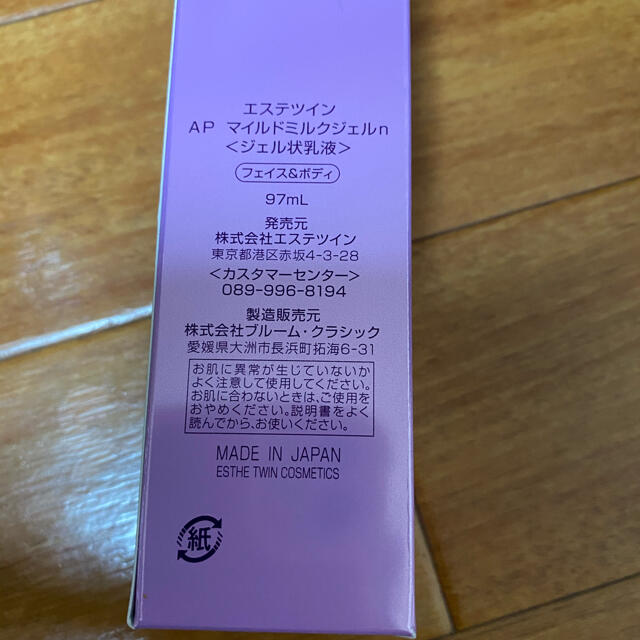 エステツイン
AP マイルドミルクジェルn
<ジェル状乳液>
フェイス&ボディ
97mL
発売元
株式会社エステツイン
東京都港区赤坂4-3-28
<カスタマーセンター>
089-996-8194
製造販売元
株式会社ブルーム・クラシック
愛媛県大洲市長浜町拓海6-31
お肌に異常が生じていないか
よく注意して使用してください。
お肌に合わないときは、ご使用を
おやめください。説明書をよく
読んでから、お使いください。
MADE IN JAPAN
ESTHE TWIN COSMETICS
紙